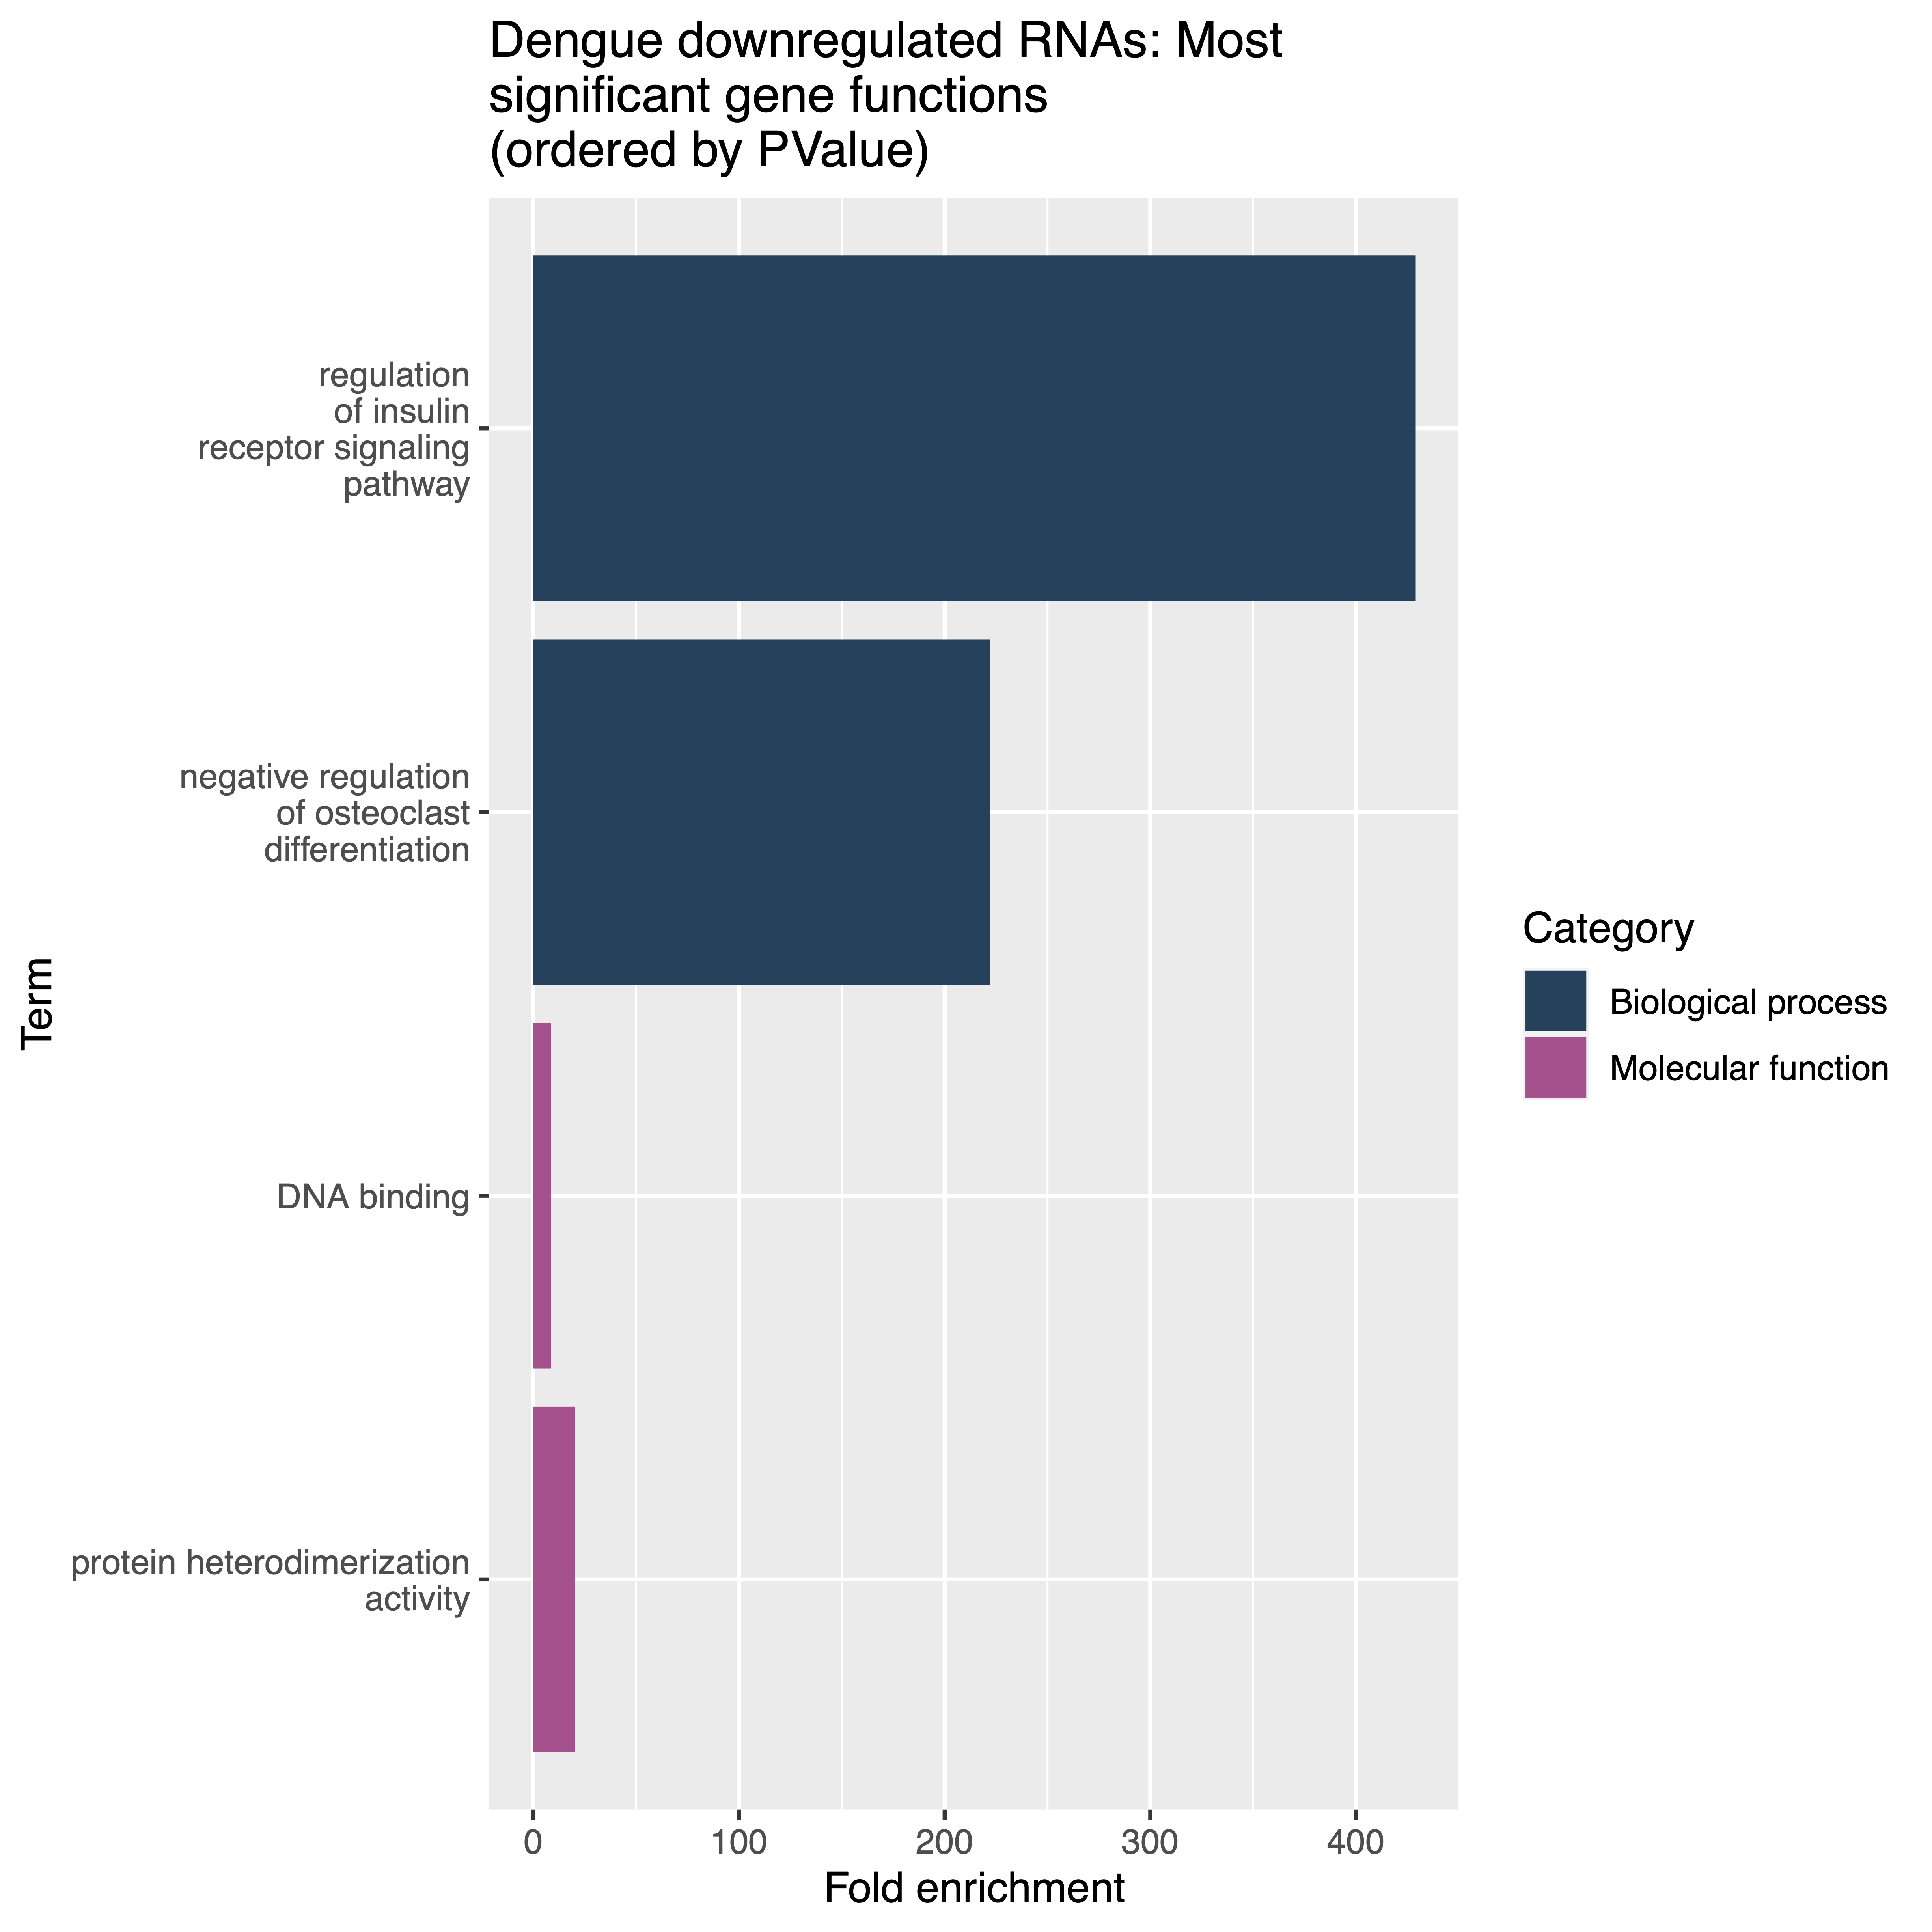 Dengue downregulated RNAs: Most
significant gene functions
(ordered by PValue)
Term
regulation
of insulin
receptor signaling
pathway
negative regulation
of osteoclast
differentiation
DNA binding
protein heterodimerization
activity
0
100
200
300
400
Fold enrichment
Category
Biological process
Molecular function